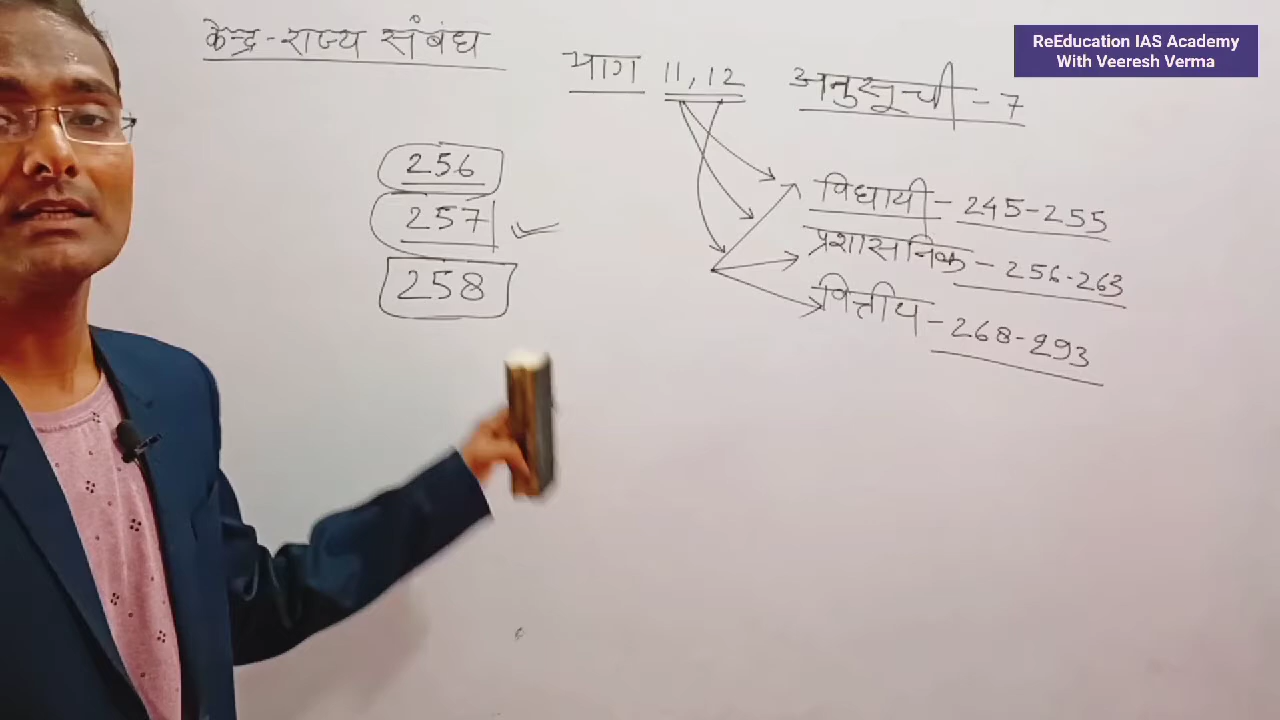 केन्द्र-राज्य संबंध
भाग 11,12 अनुसूची-7
ReEducation IAS Academy
With Veeresh Verma
256
257
258
विधायी-245-255
प्रशासनिक-256-263
वित्तीय-268-293